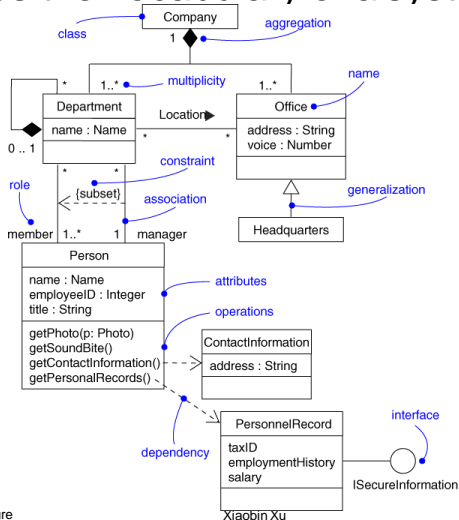 Company
class
aggregation
1
multiplicity
name
*
1..*
1..*
Department
Location
Office
name : Name
*
*
address : String
voice : Number
0 .. 1
constraint
*
*
role
{subset}
generalization
association
member
1..*
1
manager
Headquarters
Person
name : Name
employeeID : Integer
title : String
attributes
operations
getPhoto(p: Photo)
getSoundBite()
getContactInformation()
getPersonalRecords()
ContactInformation
address : String
dependency
PersonnelRecord
interface
taxID
employmentHistory
salary
ISecureInformation
ure
Xiaobin Xu